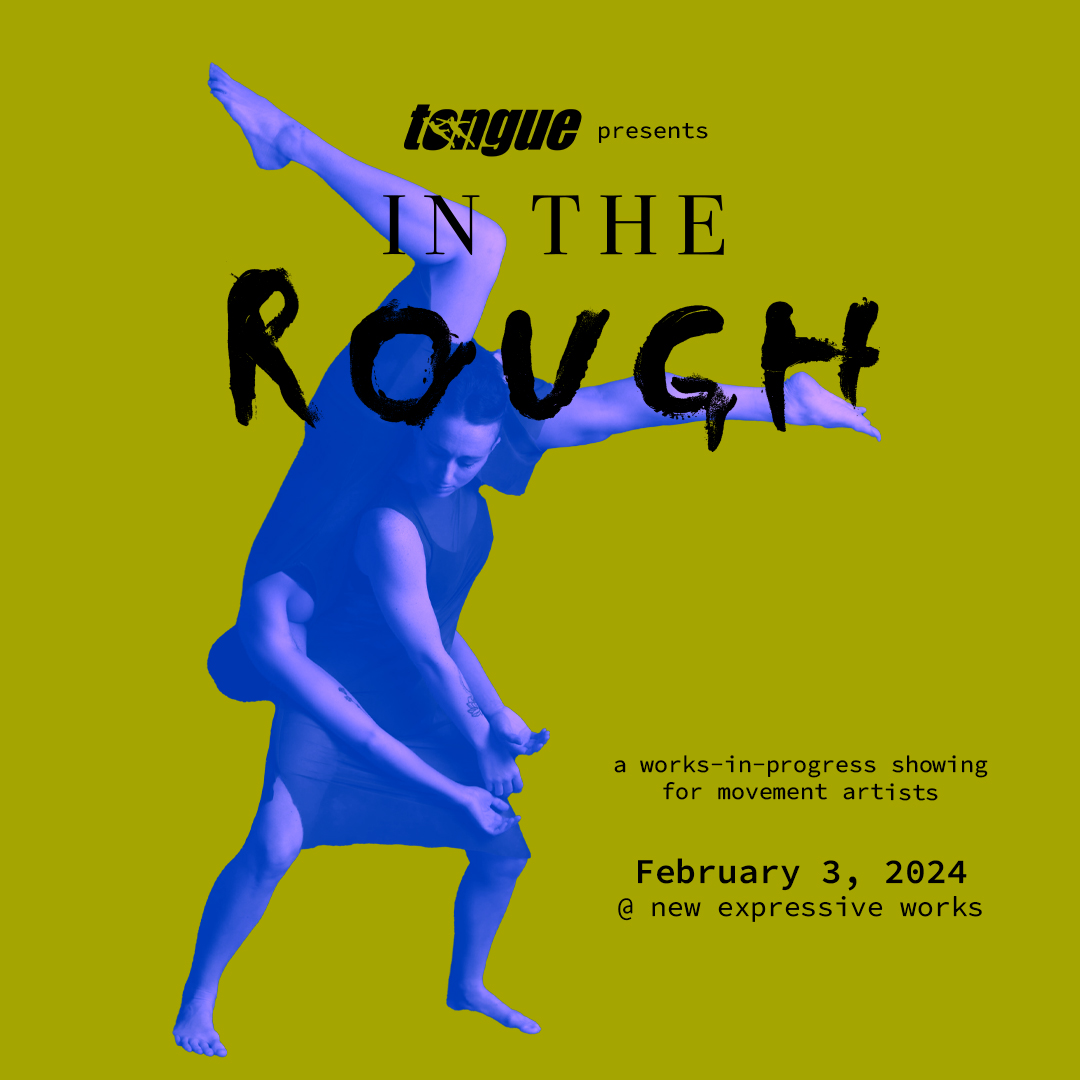 tongue presents
IN THE
ROUGH
a works-in-progress showing
for movement artists
February 3, 2024
@ new expressive works